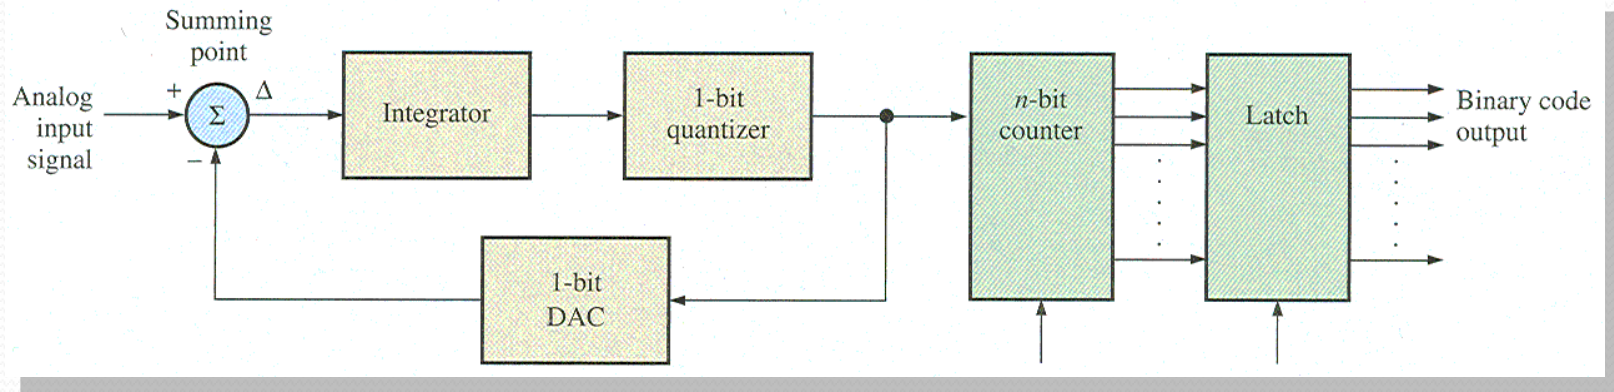 Summing
point
Analog
input
signal
+
Σ
Δ
−
Integrator
1-bit
quantizer
1-bit
DAC
n-bit
counter
Latch
Binary code
output